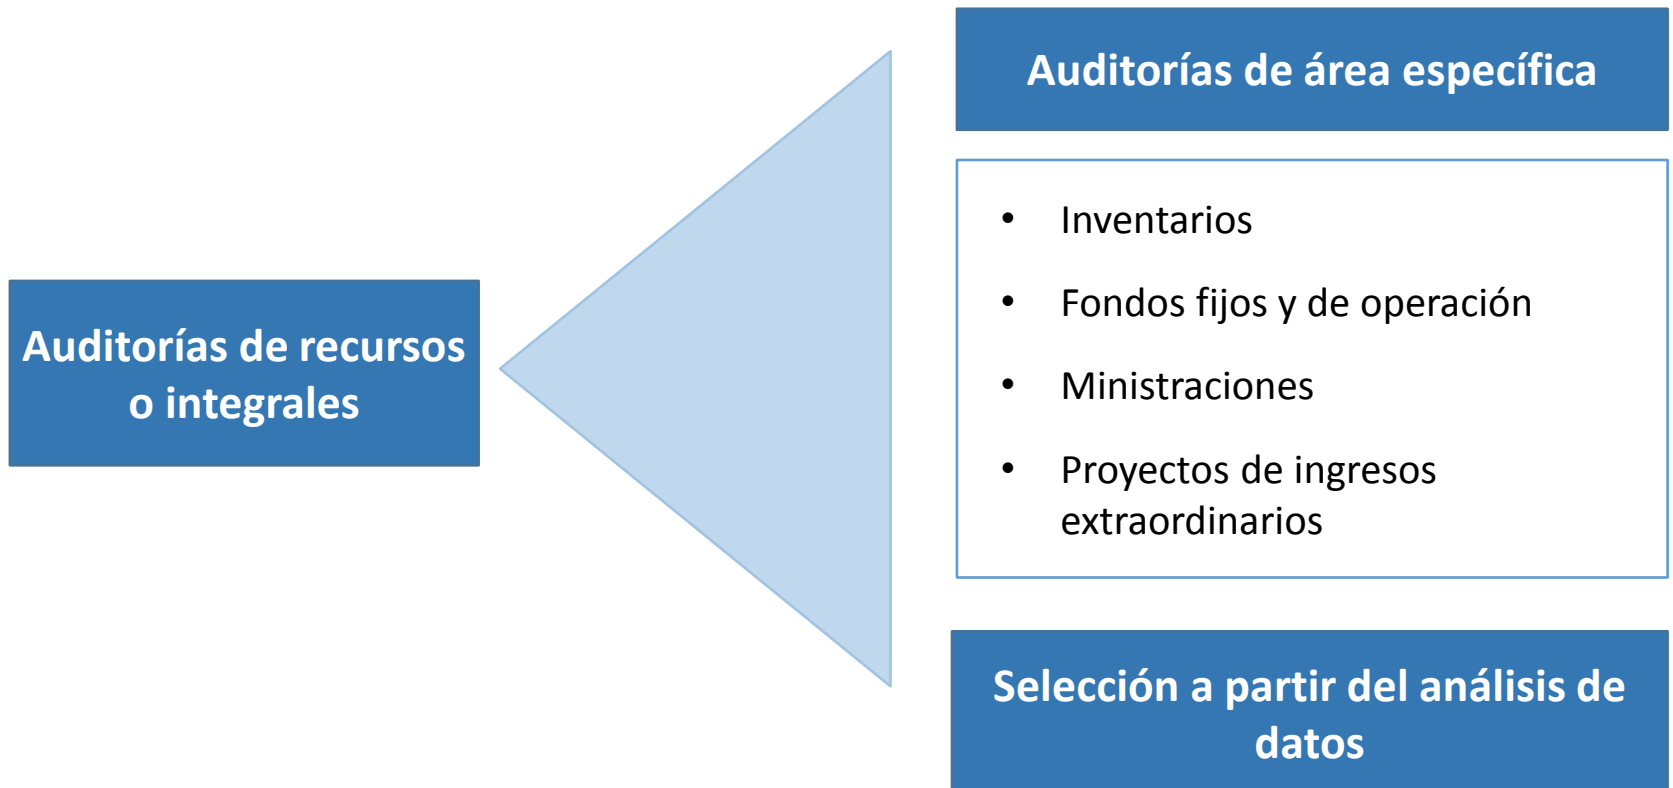 Auditorías de recursos
o integrales
Auditorías de área específica
• Inventarios
• Fondos fijos y de operación
• Ministraciones
• Proyectos de ingresos
extraordinarios
Selección a partir del análisis de
datos